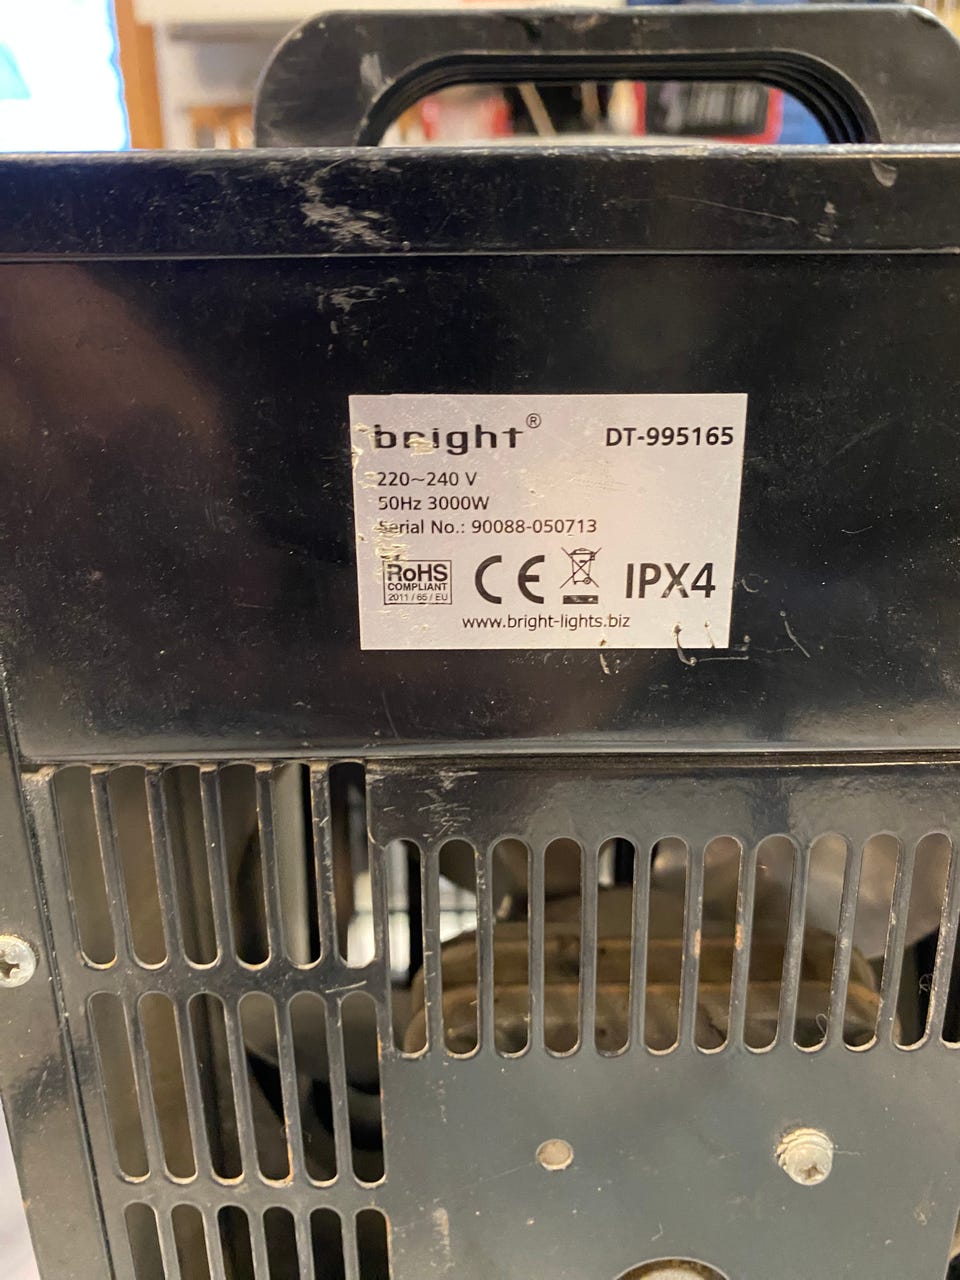 bright®
DT-995165
220~240 V
50Hz 3000W
Serial No.: 90088-050713
RoHS
COMPLIANT
2011 / 65 / EU
CE
IPX4
www.bright-lights.biz